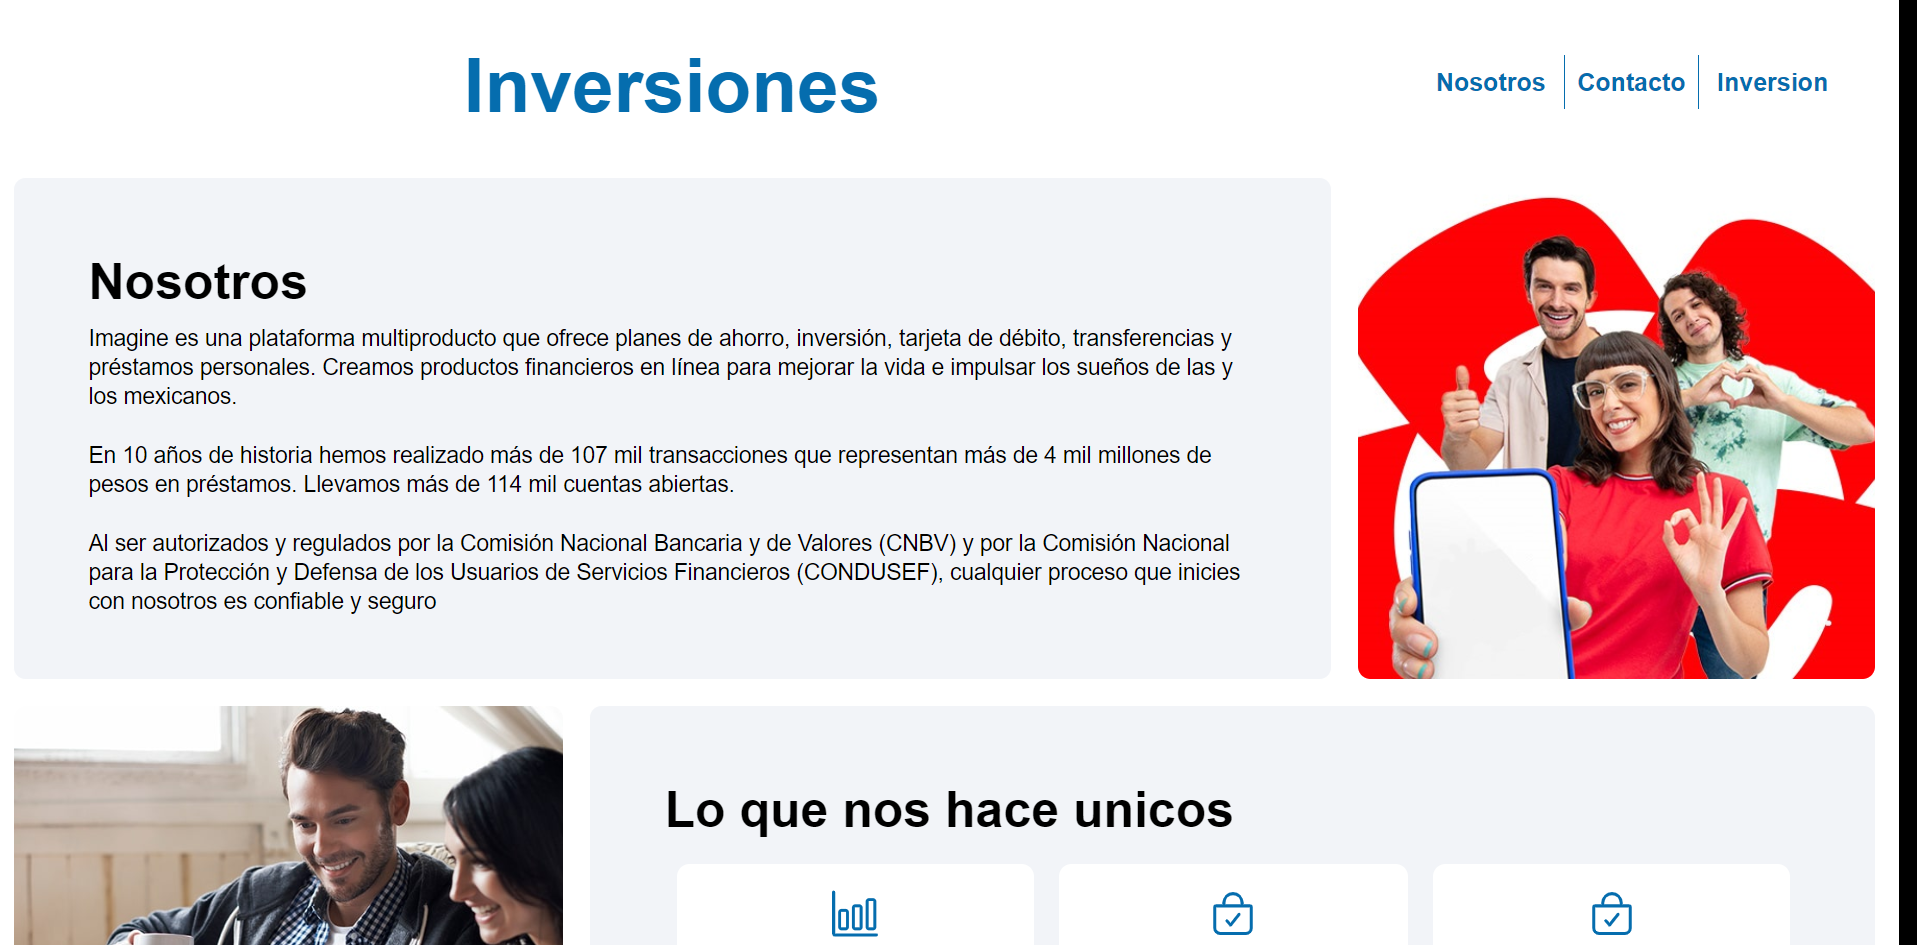 Inversiones
Nosotros
Contacto
Inversion
Nosotros
Imagine es una plataforma multiproducto que ofrece planes de ahorro, inversión, tarjeta de débito, transferencias y
préstamos personales. Creamos productos financieros en línea para mejorar la vida e impulsar los sueños de las y
los mexicanos.
En 10 años de historia hemos realizado más de 107 mil transacciones que representan más de 4 mil millones de
pesos en préstamos. Llevamos más de 114 mil cuentas abiertas.
Al ser autorizados y regulados por la Comisión Nacional Bancaria y de Valores (CNBV) y por la Comisión Nacional
para la Protección y Defensa de los Usuarios de Servicios Financieros (CONDUSEF), cualquier proceso que inicies
con nosotros es confiable y seguro
Lo que nos hace unicos